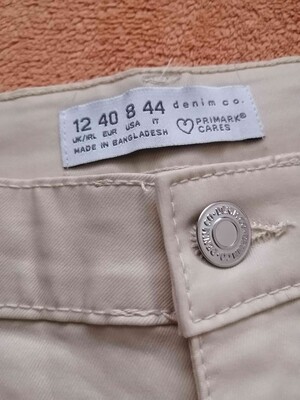 12 40 8 44 denim co.
UK/IRL EUR USA IT ♡ PRIMARK®
MADE IN BANGLADESH CARES